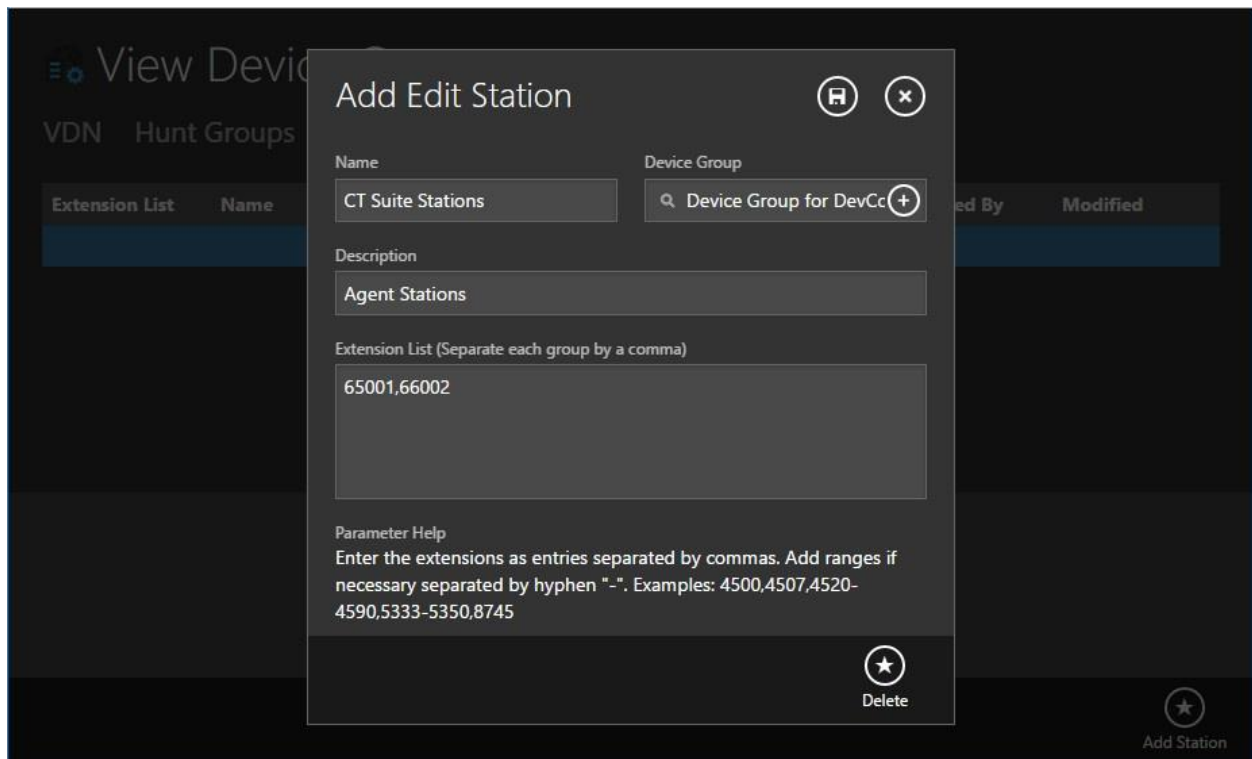 View Devic
VDN Hunt Groups
Extension List Name ed By Modified
Add Edit Station
Name Device Group
CT Suite Stations Device Group for DevCc
Description
Agent Stations
Extension List (Separate each group by a comma)
65001,66002
Parameter Help
Enter the extensions as entries separated by commas. Add ranges if
necessary separated by hyphen "-". Examples: 4500,4507,4520-
4590,5333-5350,8745
Delete
Add Station